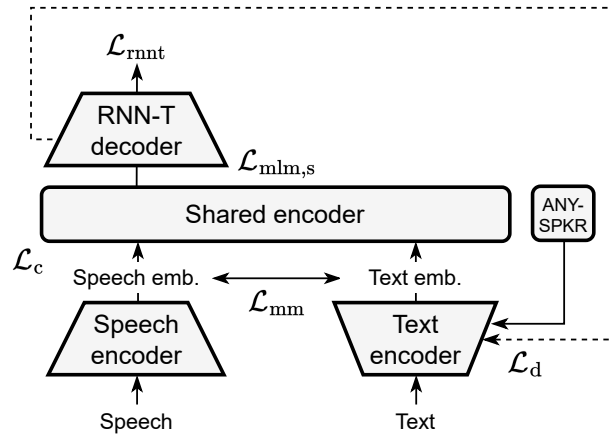 ℒrnnt
RNN-T
decoder
ℒmlm,s
Shared encoder
ANY-
SPKR
ℒc
Speech emb.
Text emb.
ℒmm
Speech
encoder
Text
encoder
ℒd
Speech
Text